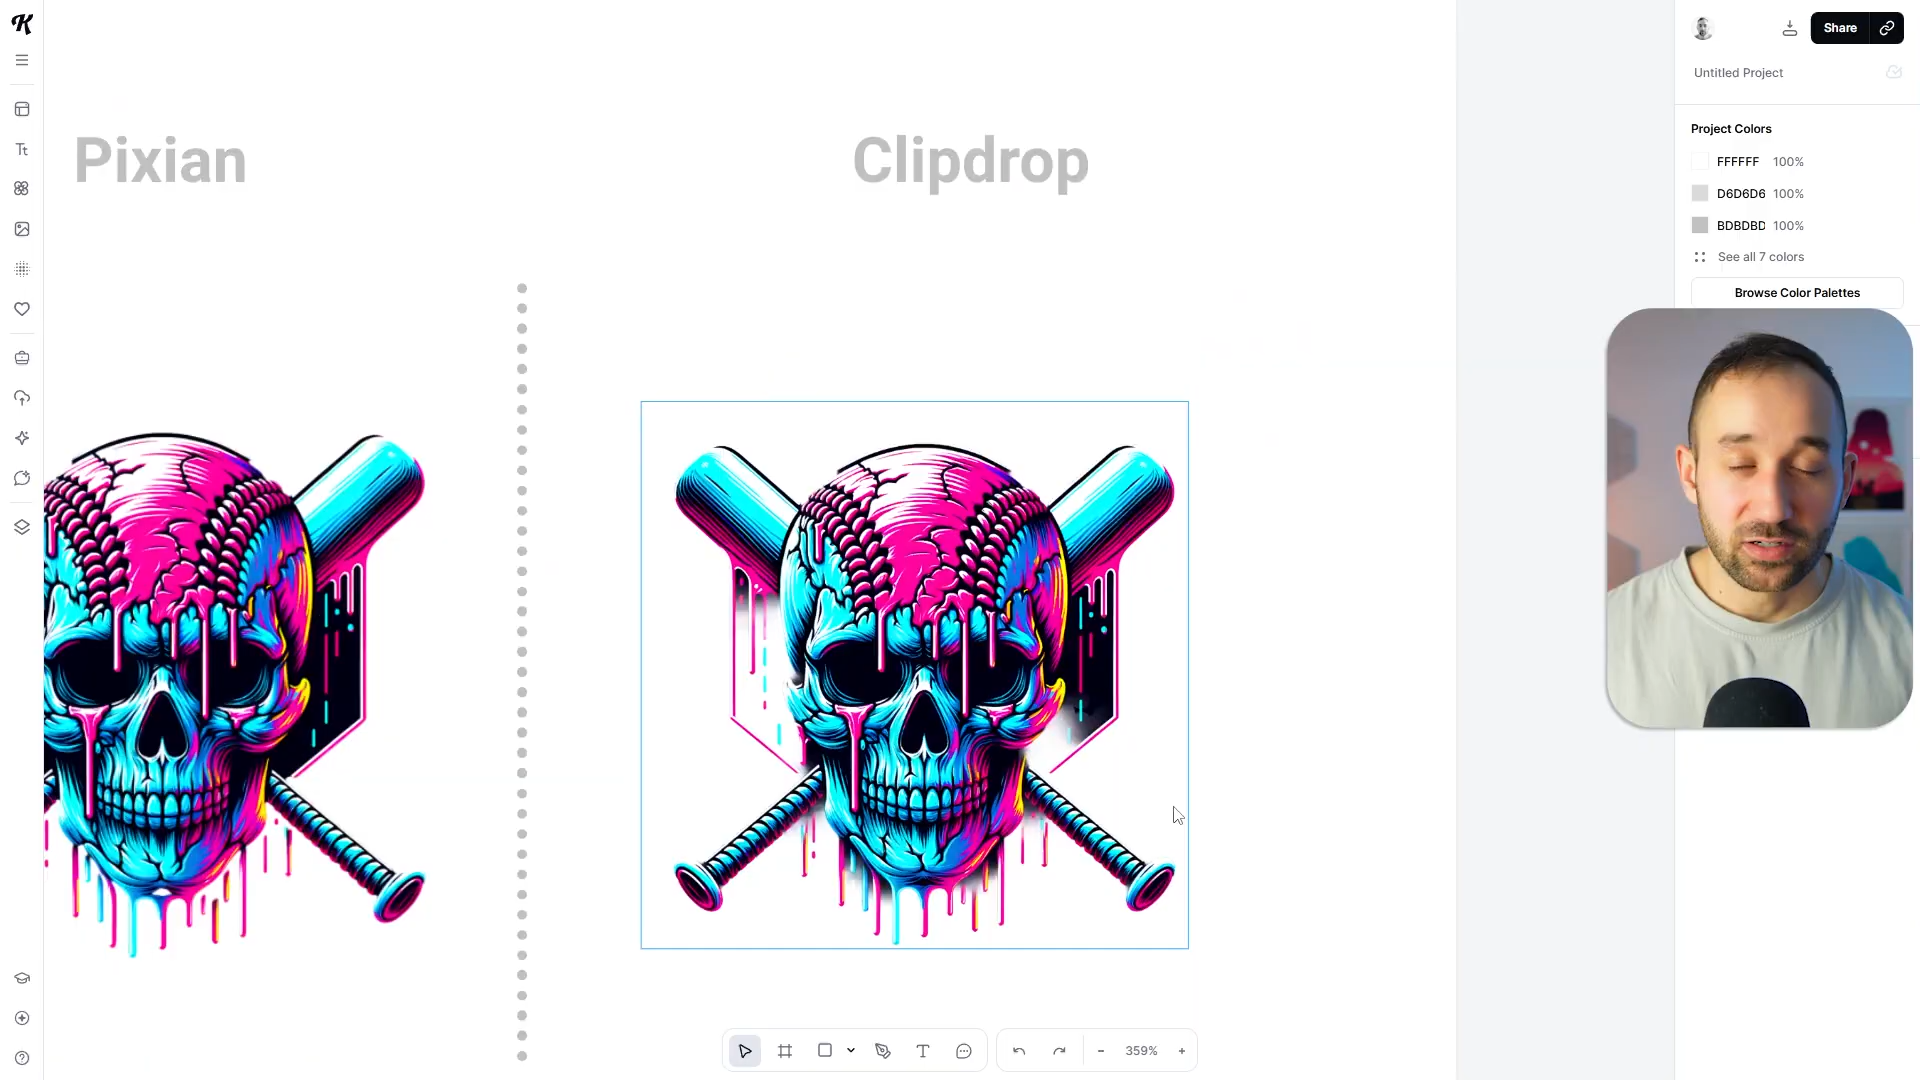 Share
Untitled Project
Project Colors
FFFFFF 100%
D6D6D6 100%
BDBDBD 100%
See all 7 colors
Browse Color Palettes
Pixian
Clipdrop
359%